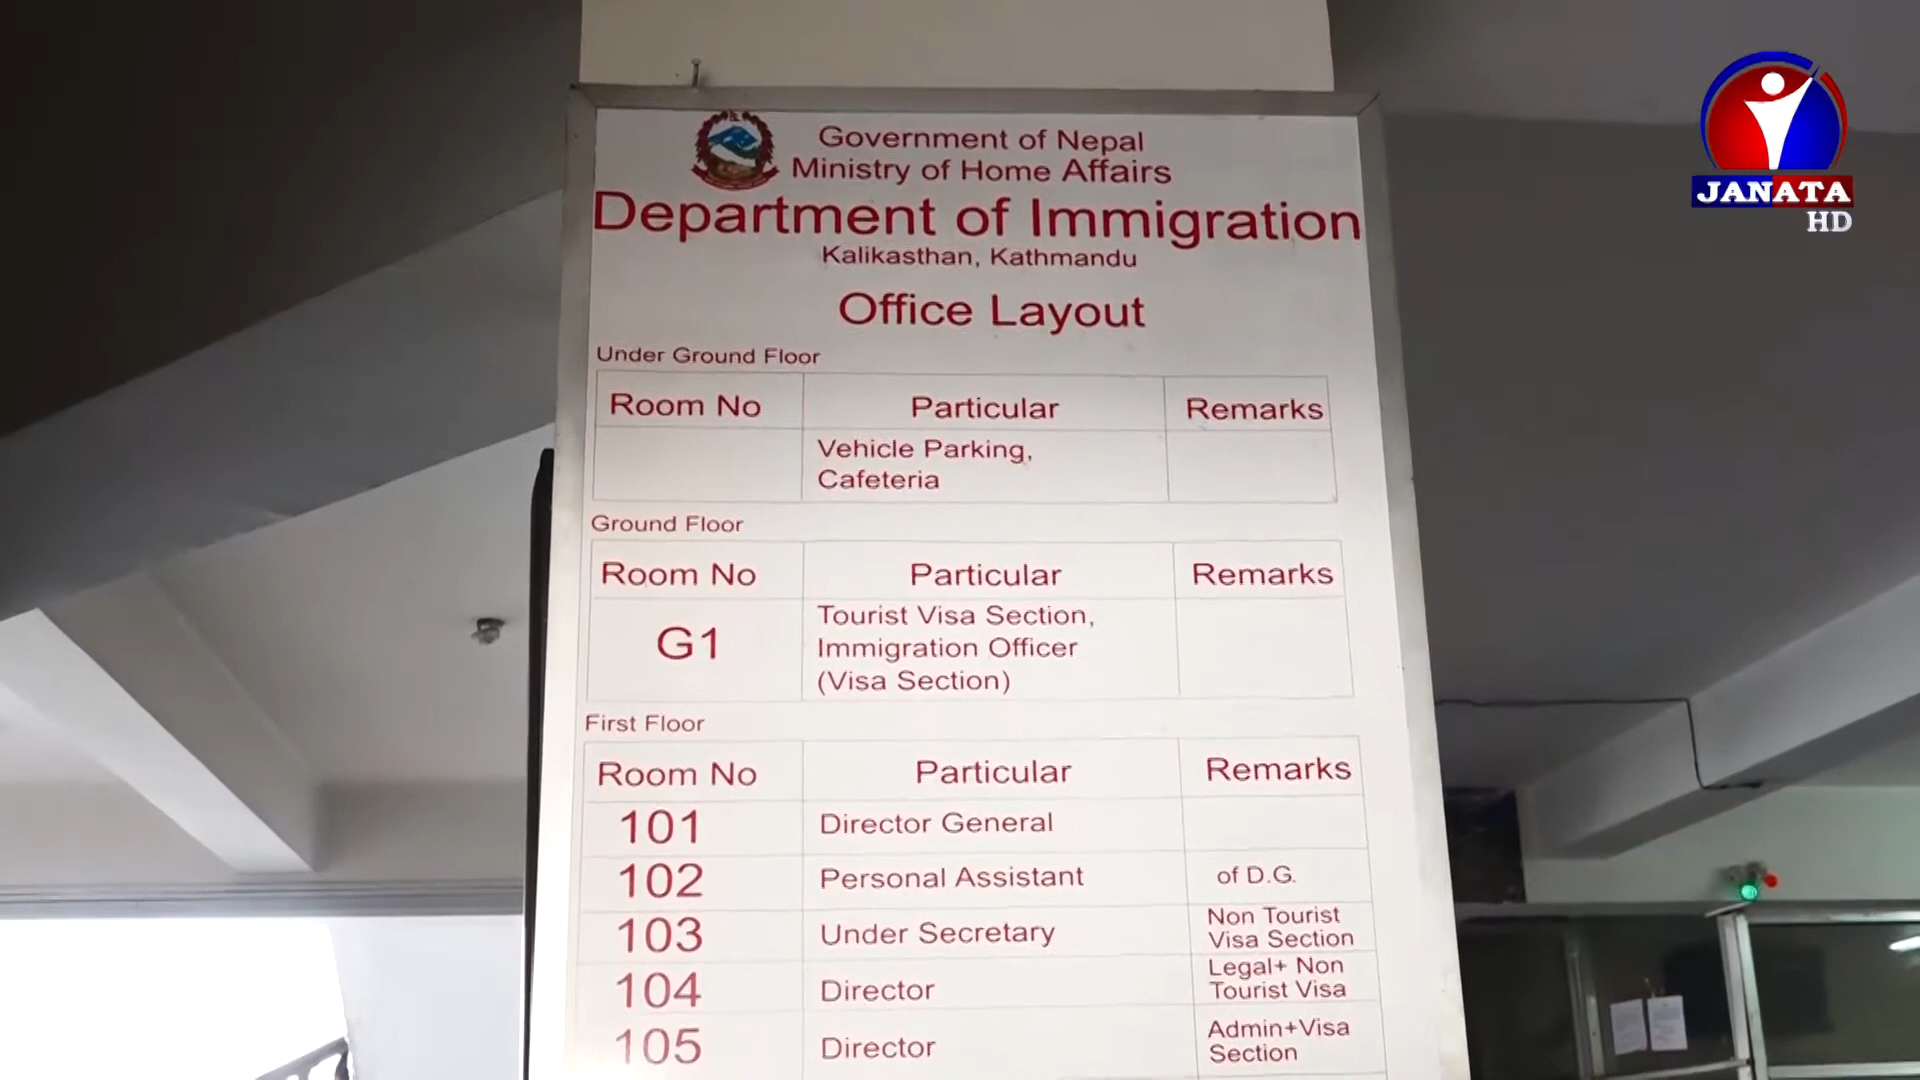 Government of Nepal
Ministry of Home Affairs
Department of Immigration
Kalikasthan, Kathmandu
Office Layout
Under Ground Floor
Room No Particular Remarks
Vehicle Parking,
Cafeteria
Ground Floor
Room No Particular Remarks
G1
Tourist Visa Section,
Immigration Officer
(Visa Section)
First Floor
Room No Particular Remarks
101 Director General
102 Personal Assistant of D.G.
103 Under Secretary Non Tourist
Visa Section
104 Director Legal+ Non
Tourist Visa
105 Director Admin+Visa
Section
JANATA
HD